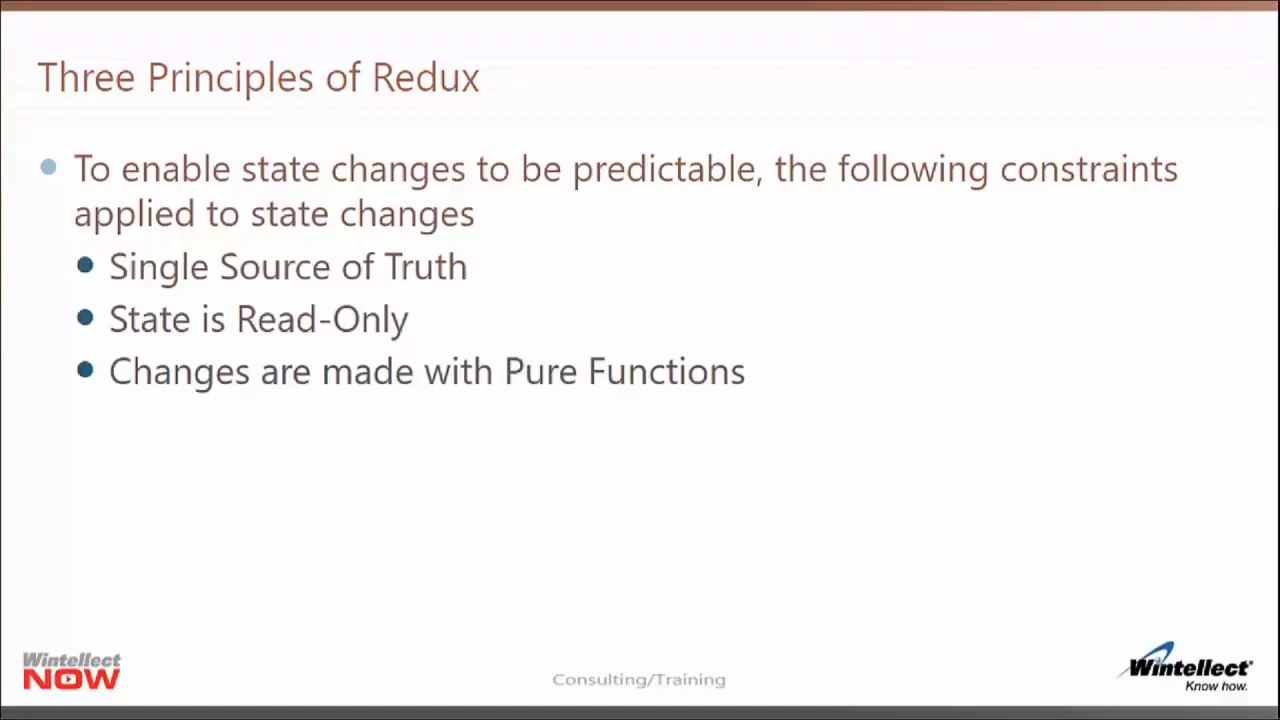 Three Principles of Redux
To enable state changes to be predictable, the following constraints
applied to state changes
Single Source of Truth
State is Read-Only
Changes are made with Pure Functions
Wintellect
NOW
Consulting/Training
Wintellect
Know how.